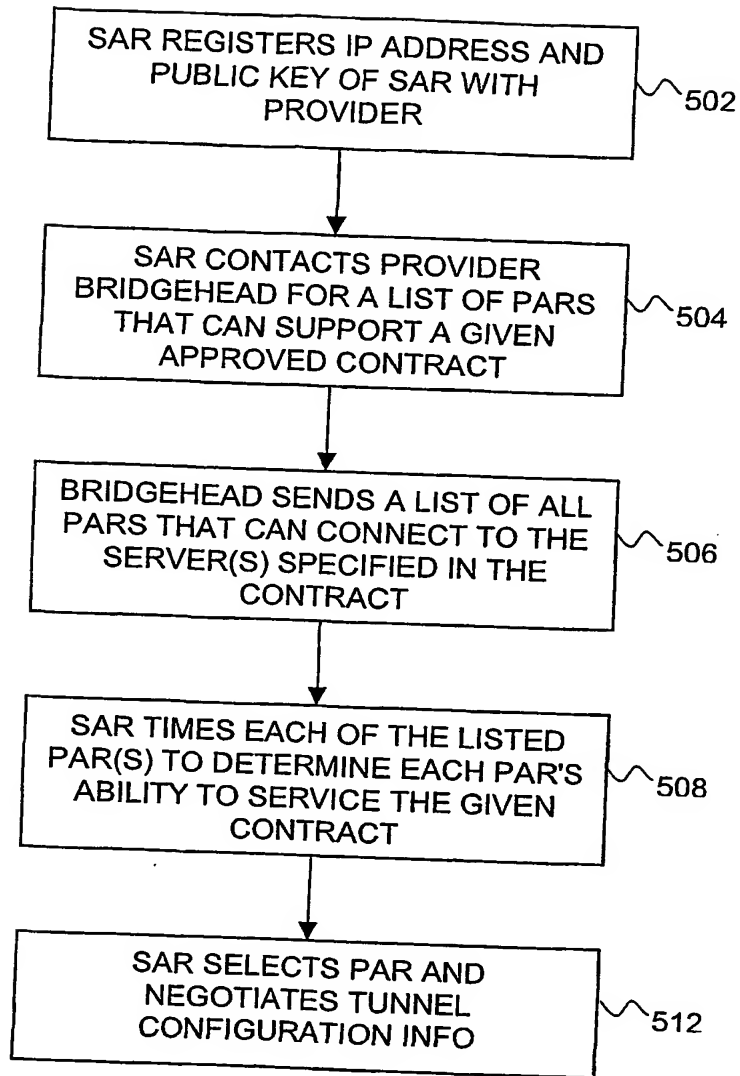 SAR REGISTERS IP ADDRESS AND
PUBLIC KEY OF SAR WITH
PROVIDER
502
SAR CONTACTS PROVIDER
BRIDGEHEAD FOR A LIST OF PARS
THAT CAN SUPPORT A GIVEN
APPROVED CONTRACT
504
BRIDGEHEAD SENDS A LIST OF ALL
PARS THAT CAN CONNECT TO THE
SERVER(S) SPECIFIED IN THE
CONTRACT
506
SAR TIMES EACH OF THE LISTED
PAR(S) TO DETERMINE EACH PAR'S
ABILITY TO SERVICE THE GIVEN
CONTRACT
508
SAR SELECTS PAR AND
NEGOTIATES TUNNEL
CONFIGURATION INFO
512